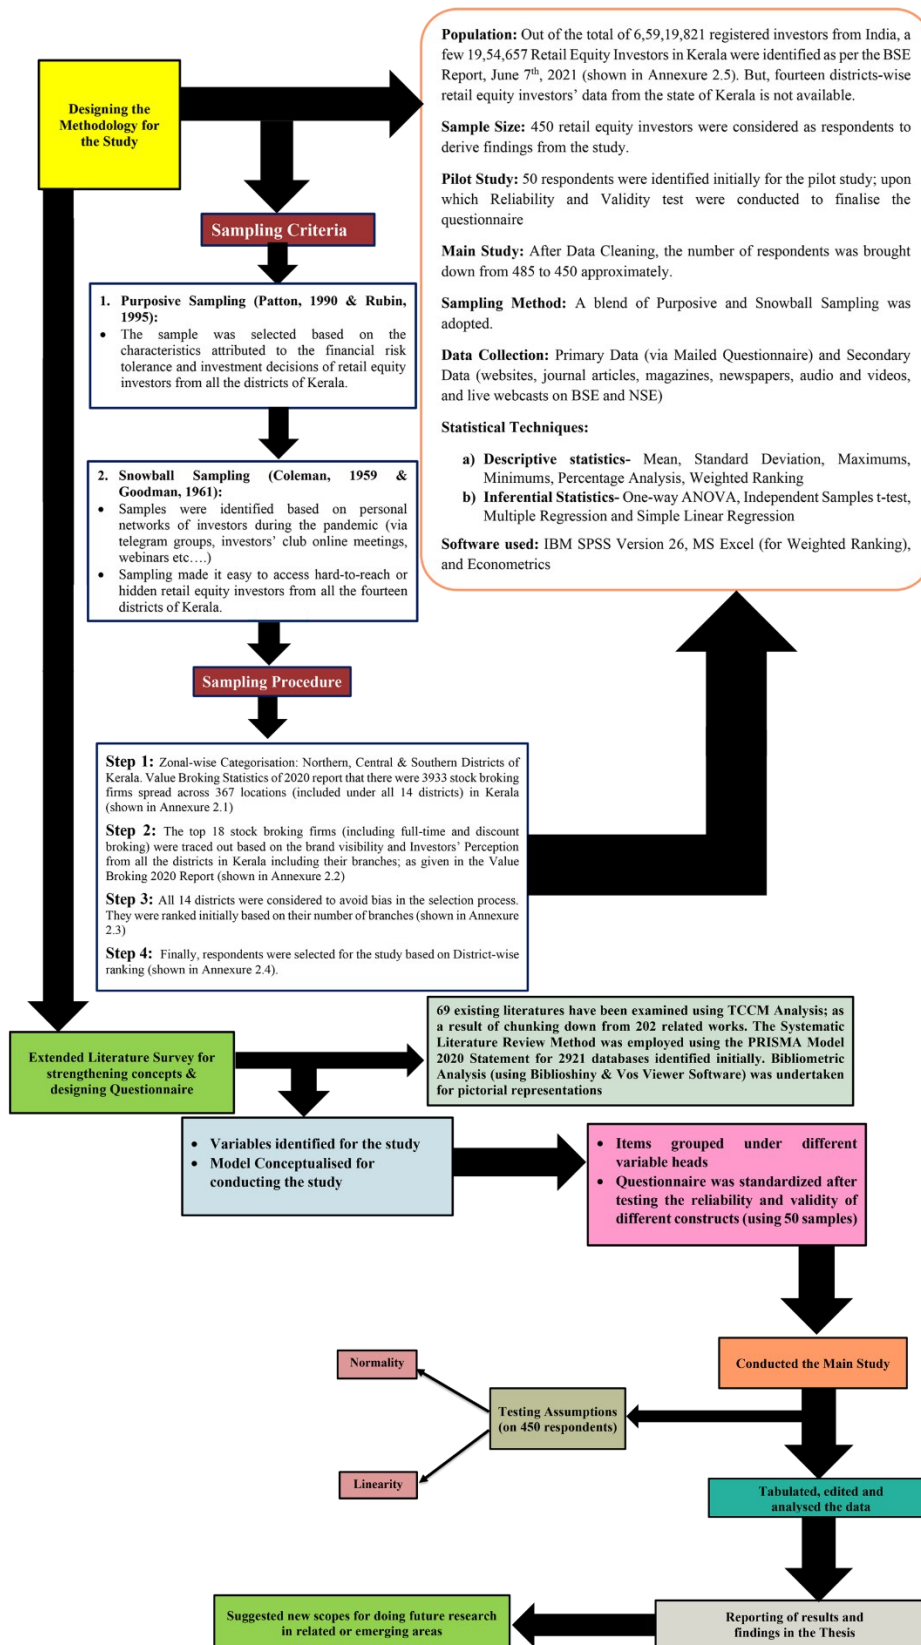 Designing the
Methodology for
the Study
Population: Out of the total of 6,59,19,821 registered investors from India, a
few 19,54,657 Retail Equity Investors in Kerala were identified as per the BSE
Report, June 7th, 2021 (shown in Annexure 2.5). But, fourteen districts-wise
retail equity investors' data from the state of Kerala is not available.
Sample Size: 450 retail equity investors were considered as respondents to
derive findings from the study.
Pilot Study: 50 respondents were identified initially for the pilot study; upon
which Reliability and Validity test were conducted to finalise the
questionnaire
Main Study: After Data Cleaning, the number of respondents was brought
down from 485 to 450 approximately.
Sampling Method: A blend of Purposive and Snowball Sampling was
adopted.
Data Collection: Primary Data (via Mailed Questionnaire) and Secondary
Data (websites, journal articles, magazines, newspapers, audio and videos,
and live webcasts on BSE and NSE)
Statistical Techniques:
a) Descriptive statistics- Mean, Standard Deviation, Maximums,
Minimums, Percentage Analysis, Weighted Ranking
b) Inferential Statistics- One-way ANOVA, Independent Samples t-test,
Multiple Regression and Simple Linear Regression
Software used: IBM SPSS Version 26, MS Excel (for Weighted Ranking),
and Econometrics
Sampling Criteria
1. Purposive Sampling (Patton, 1990 & Rubin,
1995):
• The sample was selected based on the
characteristics attributed to the financial risk
tolerance and investment decisions of retail equity
investors from all the districts of Kerala.
2. Snowball Sampling (Coleman, 1959 &
Goodman, 1961):
• Samples were identified based on personal
networks of investors during the pandemic (via
telegram groups, investors' club online meetings,
webinars etc….)
• Sampling made it easy to access hard-to-reach or
hidden retail equity investors from all the fourteen
districts of Kerala.
Sampling Procedure
Step 1: Zonal-wise Categorisation: Northern, Central & Southern Districts of
Kerala. Value Broking Statistics of 2020 report that there were 3933 stock broking
firms spread across 367 locations (included under all 14 districts) in Kerala
(shown in Annexure 2.1)
Step 2: The top 18 stock broking firms (including full-time and discount
broking) were traced out based on the brand visibility and Investors' Perception
from all the districts in Kerala including their branches; as given in the Value
Broking 2020 Report (shown in Annexure 2.2)
Step 3: All 14 districts were considered to avoid bias in the selection process.
They were ranked initially based on their number of branches (shown in Annexure
2.3)
Step 4: Finally, respondents were selected for the study based on District-wise
ranking (shown in Annexure 2.4).
Extended Literature Survey for
strengthening concepts &
designing Questionnaire
69 existing literatures have been examined using TCCM Analysis; as
a result of chunking down from 202 related works. The Systematic
Literature Review Method was employed using the PRISMA Model
2020 Statement for 2921 databases identified initially. Bibliometric
Analysis (using Biblioshiny & Vos Viewer Software) was undertaken
for pictorial representations
• Variables identified for the study
• Model Conceptualised for
conducting the study
• Items grouped under different
variable heads
• Questionnaire was standardized after
testing the reliability and validity of
different constructs (using 50 samples)
Conducted the Main Study
Normality
Testing Assumptions
(on 450 respondents)
Linearity
Tabulated, edited and
analysed the data
Suggested new scopes for doing future research
in related or emerging areas
Reporting of results and
findings in the Thesis